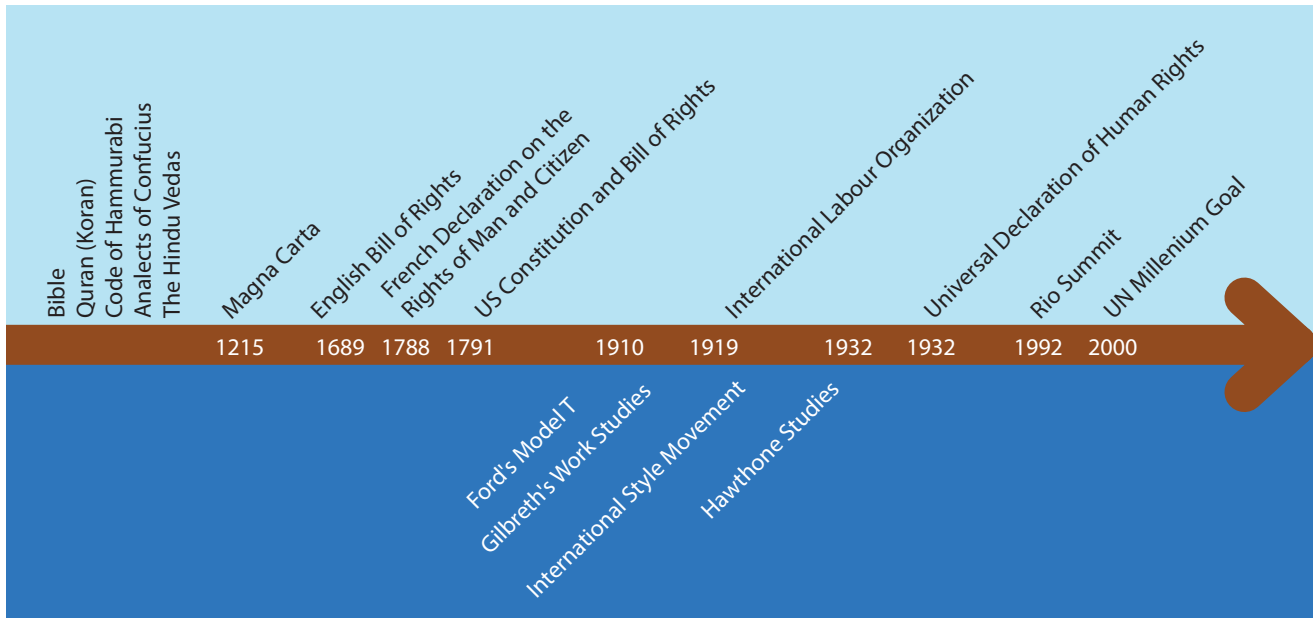 Bible
Quran (Koran)
Code of Hammurabi
Analects of Confucius
The Hindu Vedas
Magna Carta
English Bill of Rights
French Declaration on the
Rights of Man and Citizen
US Constitution and Bill of Rights
International Labour Organization
Universal Declaration of Human Rights
Rio Summit
UN Millenium Goal
1215 1689 1788 1791 1910 1919 1932 1932 1992 2000
Ford's Model T
Gilbreth's Work Studies
International Style Movement
Hawthone Studies